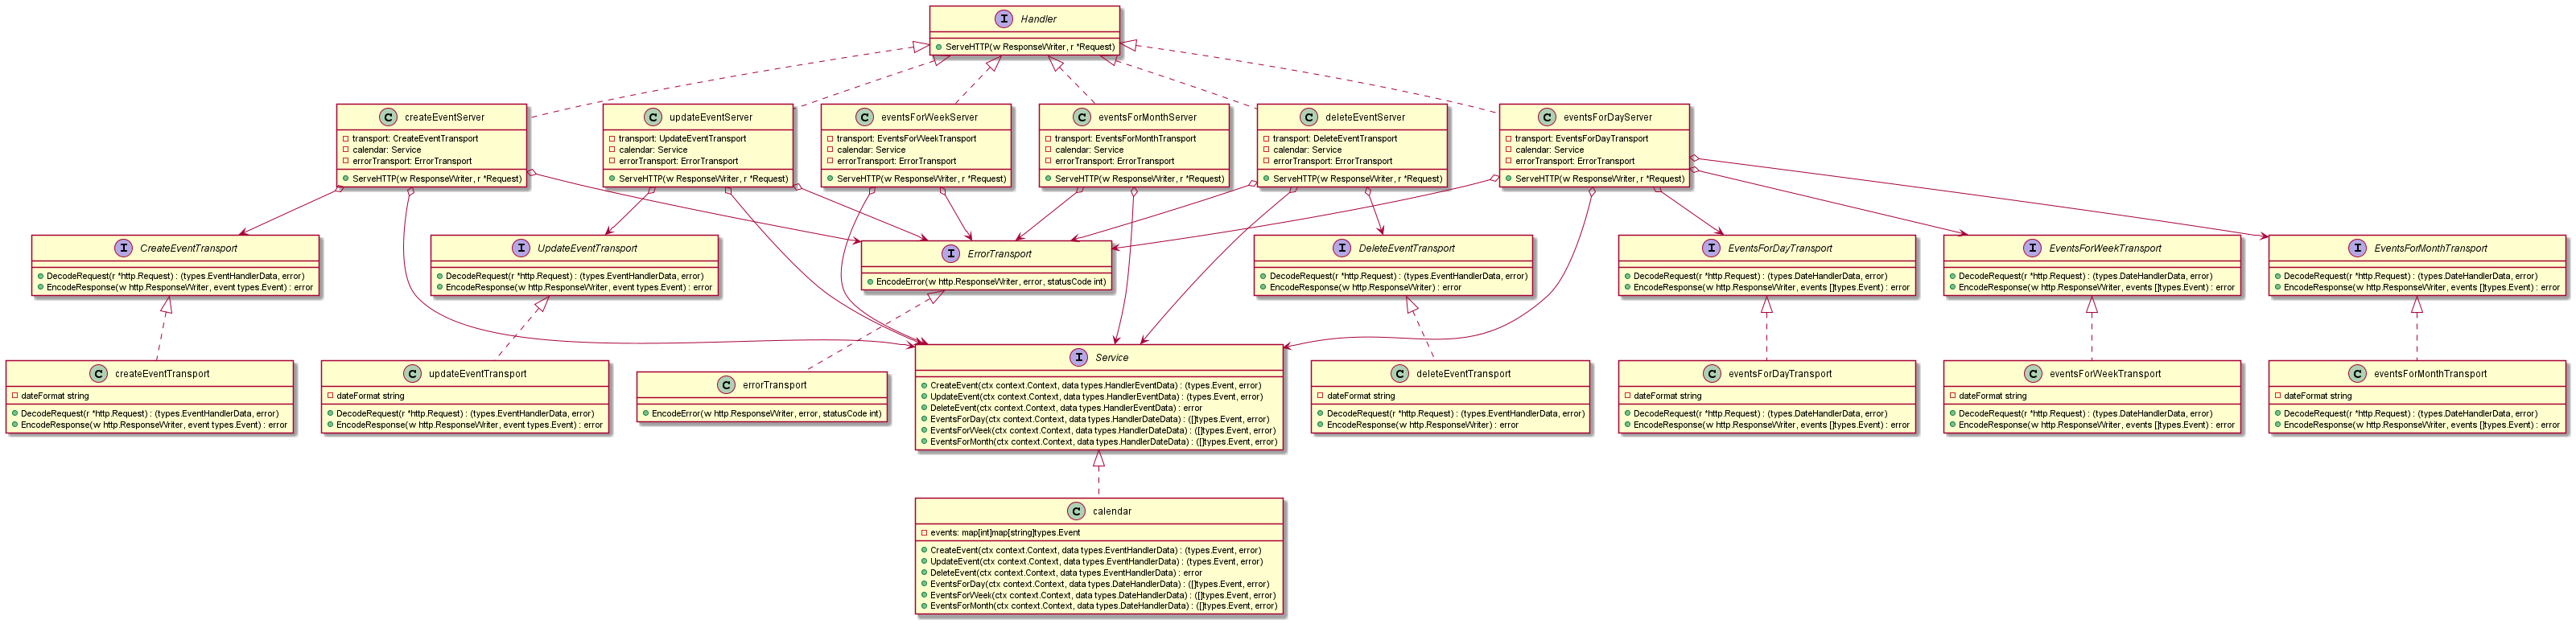 I Handler
ServeHTTP(w ResponseWriter, r *Request)
C createEventServer
transport: CreateEventTransport
calendar: Service
errorTransport: ErrorTransport
ServeHTTP(w ResponseWriter, r *Request)
C updateEventServer
transport: UpdateEventTransport
calendar: Service
errorTransport: ErrorTransport
ServeHTTP(w ResponseWriter, r *Request)
C eventsForWeekServer
transport: EventsForWeekTransport
calendar: Service
errorTransport: ErrorTransport
ServeHTTP(w ResponseWriter, r *Request)
C eventsForMonthServer
transport: EventsForMonthTransport
calendar: Service
errorTransport: ErrorTransport
ServeHTTP(w ResponseWriter, r *Request)
C deleteEventServer
transport: DeleteEventTransport
calendar: Service
errorTransport: ErrorTransport
ServeHTTP(w ResponseWriter, r *Request)
C eventsForDayServer
transport: EventsForDayTransport
calendar: Service
errorTransport: ErrorTransport
ServeHTTP(w ResponseWriter, r *Request)
I CreateEventTransport
DecodeRequest(r *http.Request) : (types.EventHandlerData, error)
EncodeResponse(w http.ResponseWriter, event types.Event) : error
I UpdateEventTransport
DecodeRequest(r *http.Request) : (types.EventHandlerData, error)
EncodeResponse(w http.ResponseWriter, event types.Event) : error
I ErrorTransport
EncodeError(w http.ResponseWriter, error, statusCode int)
I DeleteEventTransport
DecodeRequest(r *http.Request) : (types.EventHandlerData, error)
EncodeResponse(w http.ResponseWriter) : error
I EventsForDayTransport
DecodeRequest(r *http.Request) : (types.DateHandlerData, error)
EncodeResponse(w http.ResponseWriter, events []types.Event) : error
I EventsForWeekTransport
DecodeRequest(r *http.Request) : (types.DateHandlerData, error)
EncodeResponse(w http.ResponseWriter, events []types.Event) : error
I EventsForMonthTransport
DecodeRequest(r *http.Request) : (types.DateHandlerData, error)
EncodeResponse(w http.ResponseWriter, events []types.Event) : error
C createEventTransport
dateFormat string
DecodeRequest(r *http.Request) : (types.EventHandlerData, error)
EncodeResponse(w http.ResponseWriter, event types.Event) : error
C updateEventTransport
dateFormat string
DecodeRequest(r *http.Request) : (types.EventHandlerData, error)
EncodeResponse(w http.ResponseWriter, event types.Event) : error
C errorTransport
EncodeError(w http.ResponseWriter, error, statusCode int)
I Service
CreateEvent(ctx context.Context, data types.HandlerEventData) : (types.Event, error)
UpdateEvent(ctx context.Context, data types.HandlerEventData) : (types.Event, error)
DeleteEvent(ctx context.Context, data types.HandlerEventData) : error
EventsForDay(ctx context.Context, data types.HandlerDateData) : ([]types.Event, error)
EventsForWeek(ctx context.Context, data types.HandlerDateData) : ([]types.Event, error)
EventsForMonth(ctx context.Context, data types.HandlerDateData) : ([]types.Event, error)
C deleteEventTransport
dateFormat string
DecodeRequest(r *http.Request) : (types.EventHandlerData, error)
EncodeResponse(w http.ResponseWriter) : error
C eventsForDayTransport
dateFormat string
DecodeRequest(r *http.Request) : (types.DateHandlerData, error)
EncodeResponse(w http.ResponseWriter, events []types.Event) : error
C eventsForWeekTransport
dateFormat string
DecodeRequest(r *http.Request) : (types.DateHandlerData, error)
EncodeResponse(w http.ResponseWriter, events []types.Event) : error
C eventsForMonthTransport
dateFormat string
DecodeRequest(r *http.Request) : (types.DateHandlerData, error)
EncodeResponse(w http.ResponseWriter, events []types.Event) : error
C calendar
events: map[int]map[string]types.Event
CreateEvent(ctx context.Context, data types.EventHandlerData) : (types.Event, error)
UpdateEvent(ctx context.Context, data types.EventHandlerData) : (types.Event, error)
DeleteEvent(ctx context.Context, data types.EventHandlerData) : error
EventsForDay(ctx context.Context, data types.DateHandlerData) : ([]types.Event, error)
EventsForWeek(ctx context.Context, data types.DateHandlerData) : ([]types.Event, error)
EventsForMonth(ctx context.Context, data types.DateHandlerData) : ([]types.Event, error)